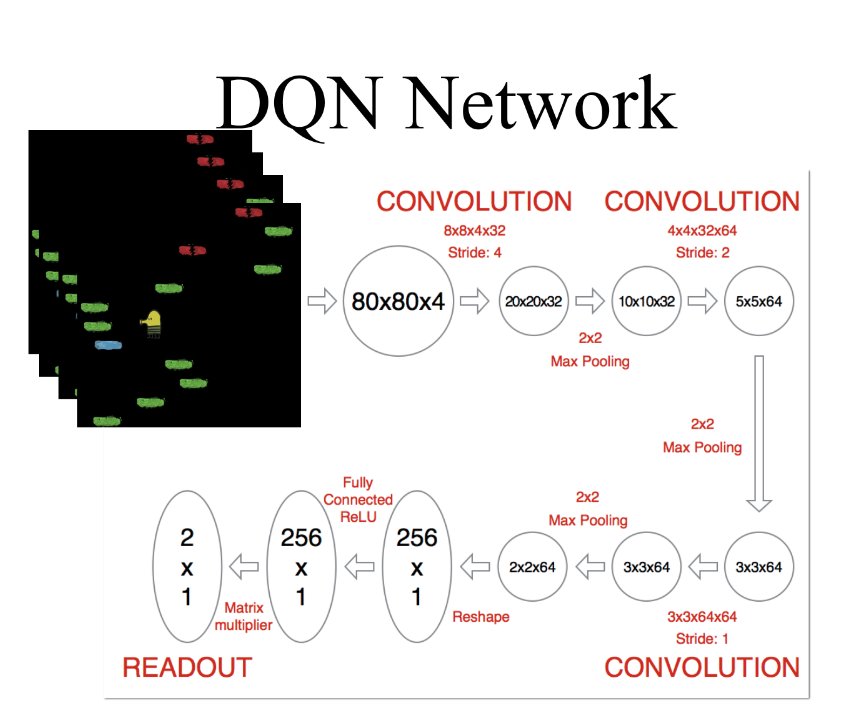 DQN Network
CONVOLUTION
8x8x4x32
Stride: 4
CONVOLUTION
4x4x32x64
Stride: 2
80x80x4
20x20x32
10x10x32
5x5x64
2x2
Max Pooling
2x2
Max Pooling
3x3x64
3x3x64x64
Stride: 1
CONVOLUTION
3x3x64
2x2
Max Pooling
2x2x64
Reshape
256
x
1
Fully
Connected
ReLU
256
x
1
Matrix
multiplier
2
x
1
READOUT